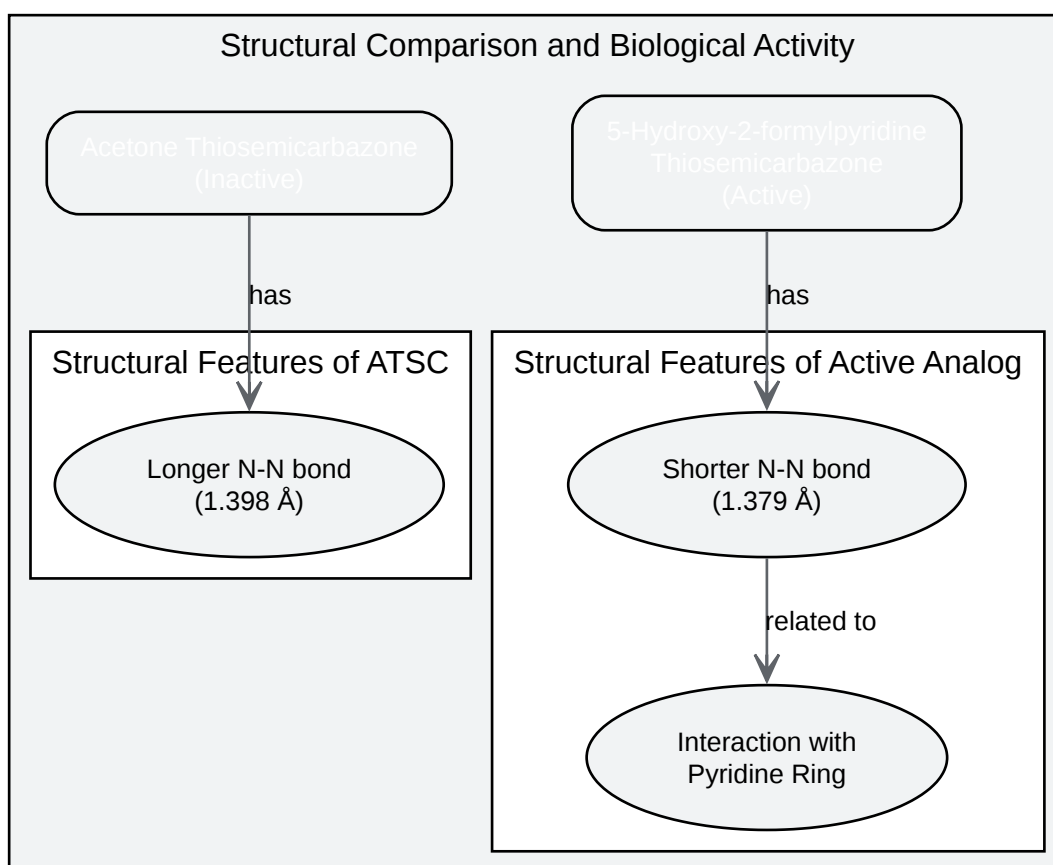 Structural Comparison and Biological Activity
Acetone Thiosemicarbazone
(Inactive)
5-Hydroxy-2-formylpyridine
Thiosemicarbazone
(Active)
has
has
Structural Features of ATSC
Structural Features of Active Analog
Longer N-N bond
(1.398 Å)
Shorter N-N bond
(1.379 Å)
related to
Interaction with
Pyridine Ring